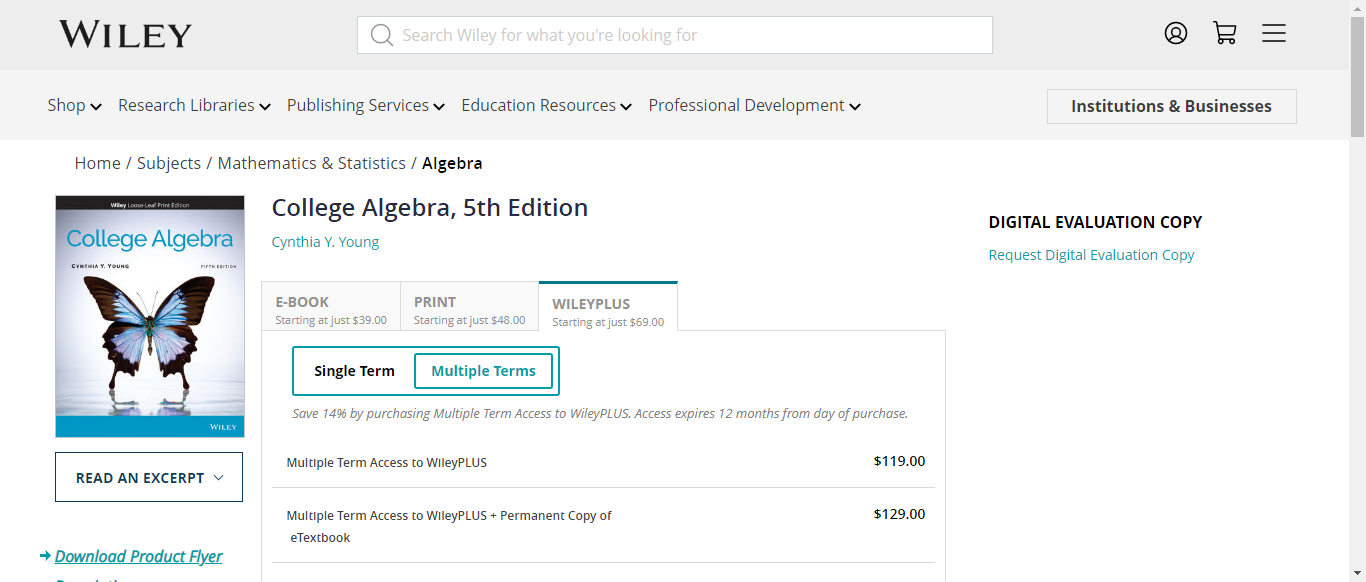 WILEY
Search Wiley for what you're looking for
Shop Research Libraries Publishing Services Education Resources Professional Development Institutions & Businesses
Home / Subjects / Mathematics & Statistics / Algebra
Wiley Loose-Leaf Print Edition
College Algebra
CYNTHIA Y. YOUNG FIFTH EDITION
WILEY
READ AN EXCERPT
Download Product Flyer
College Algebra, 5th Edition
Cynthia Y. Young
E-BOOK
Starting at just $39.00
PRINT
Starting at just $48.00
WILEYPLUS
Starting at just $69.00
Single Term Multiple Terms
Save 14% by purchasing Multiple Term Access to WileyPLUS. Access expires 12 months from day of purchase.
Multiple Term Access to WileyPLUS $119.00
Multiple Term Access to WileyPLUS + Permanent Copy of $129.00
eTextbook
DIGITAL EVALUATION COPY
Request Digital Evaluation Copy